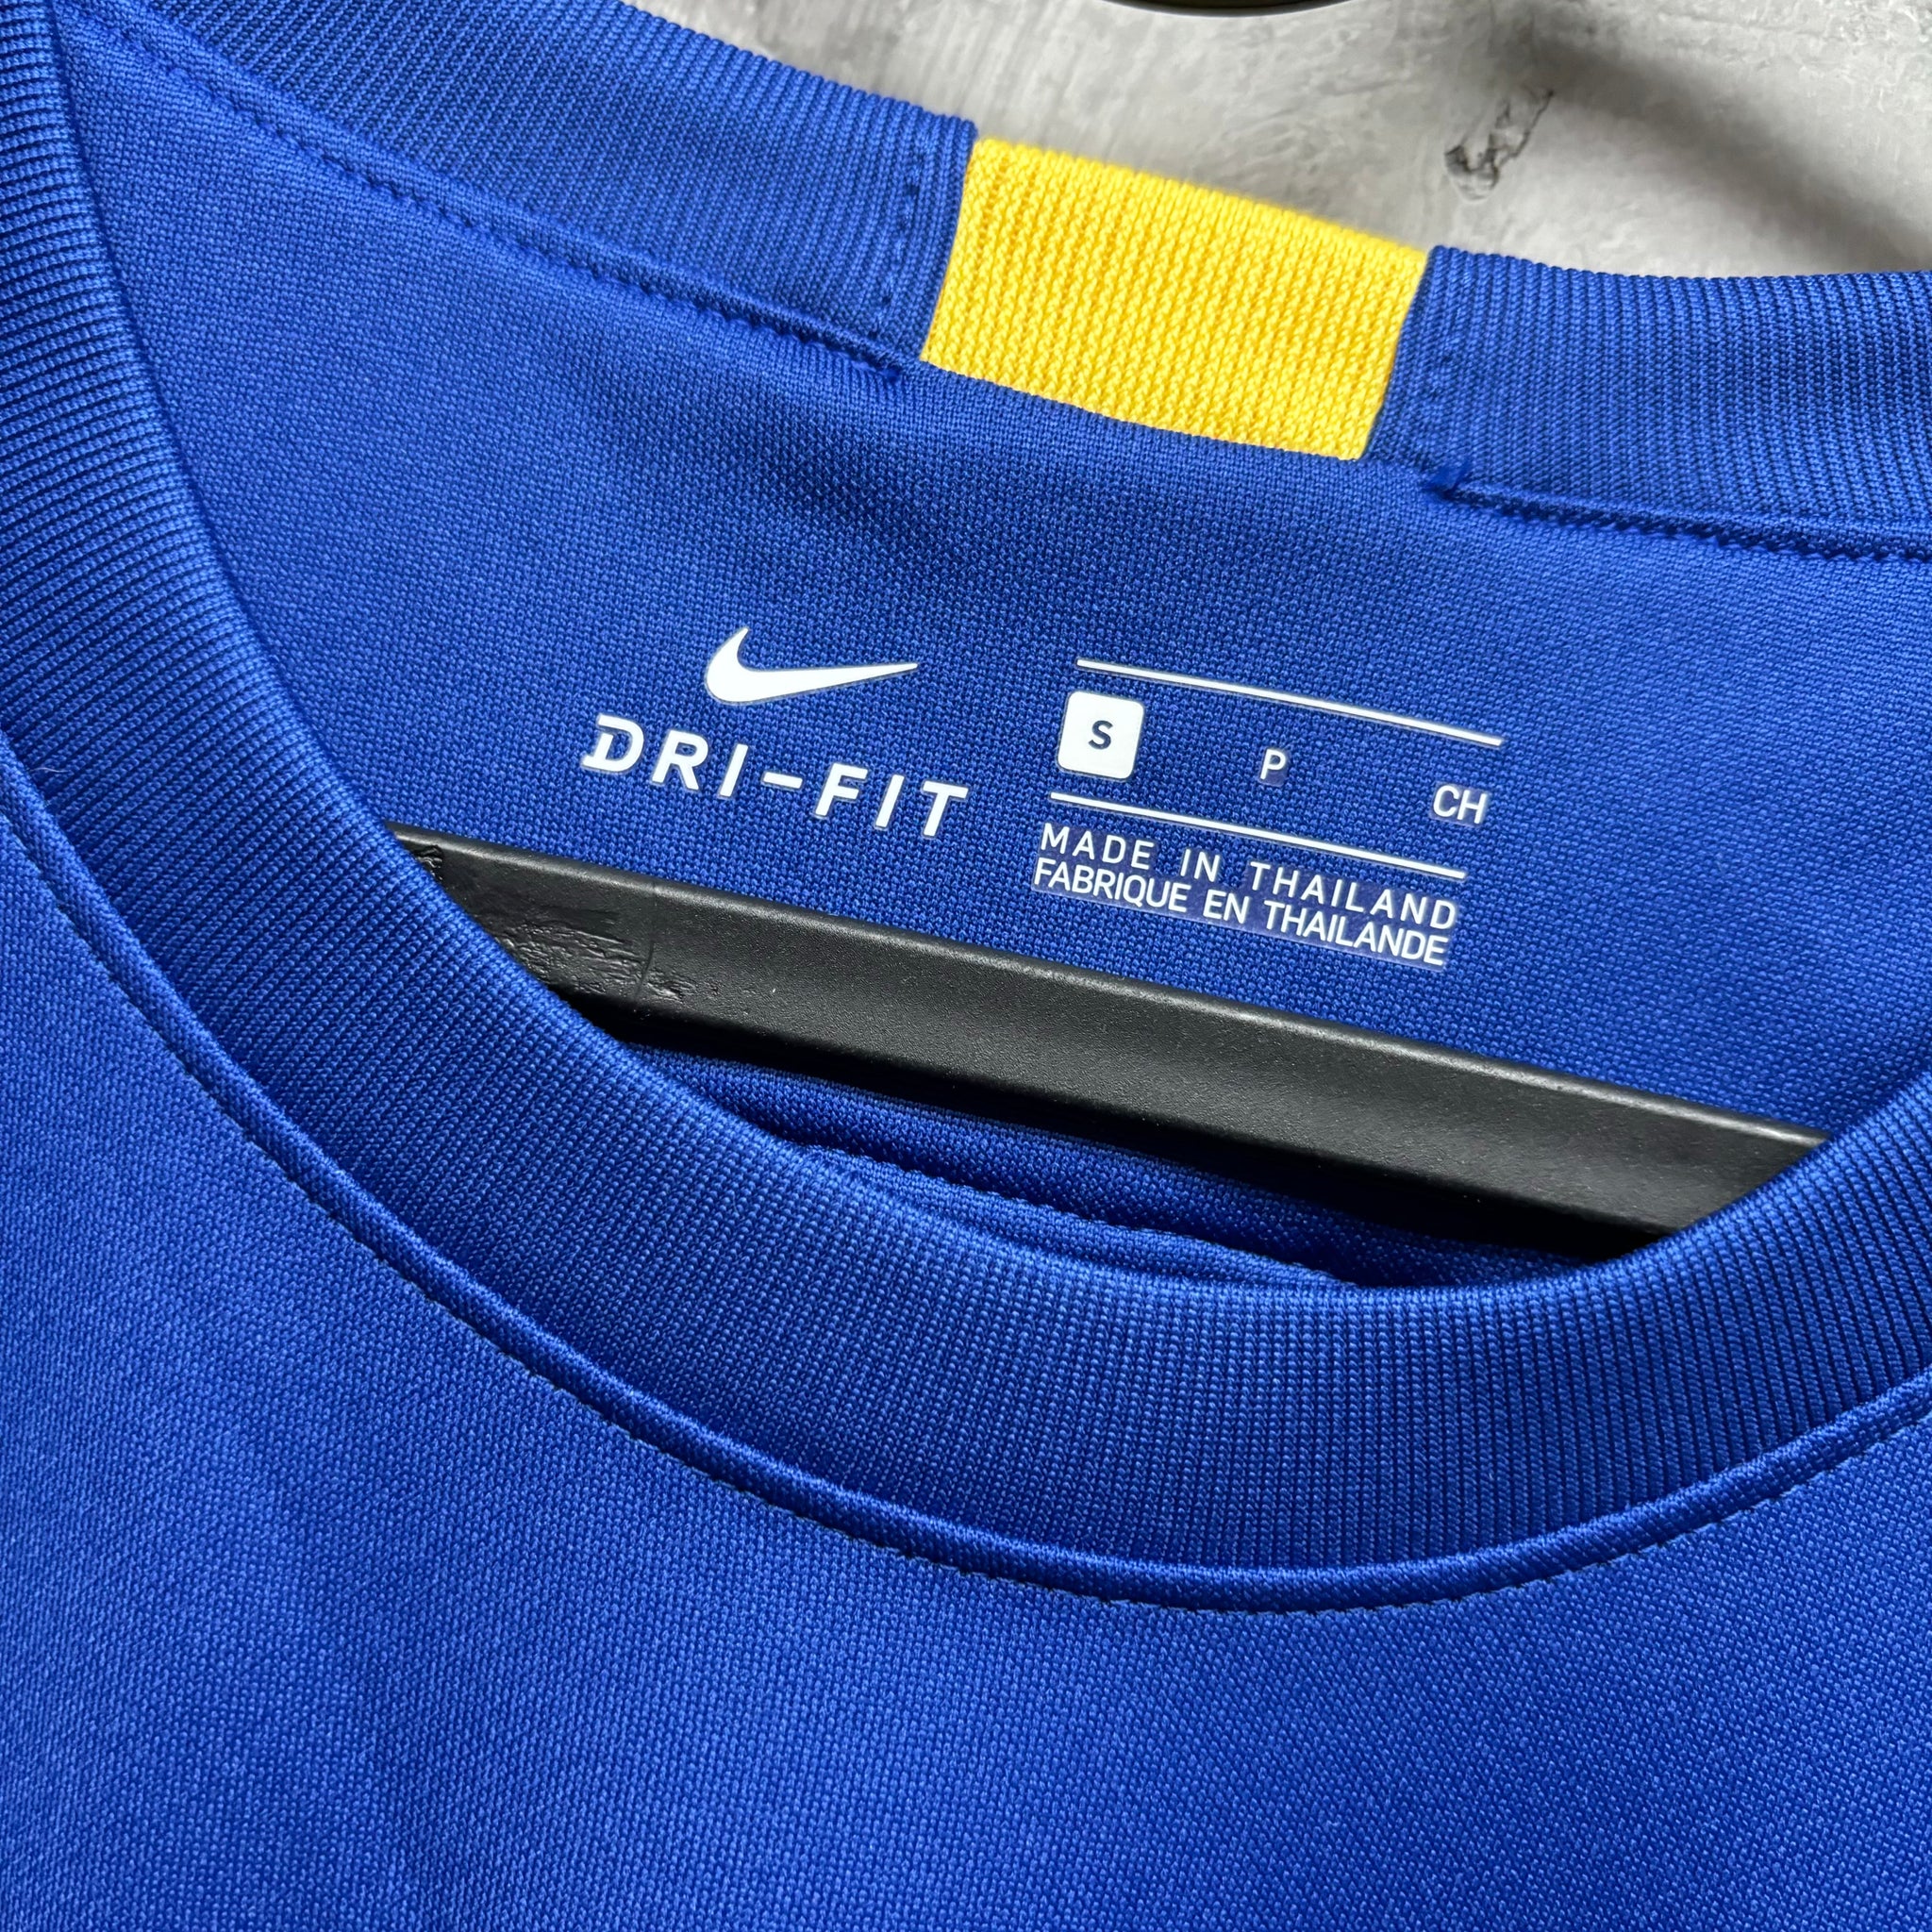 DRI-FIT
S P CH
MADE IN THAILAND
FABRIQUE EN THAILANDE